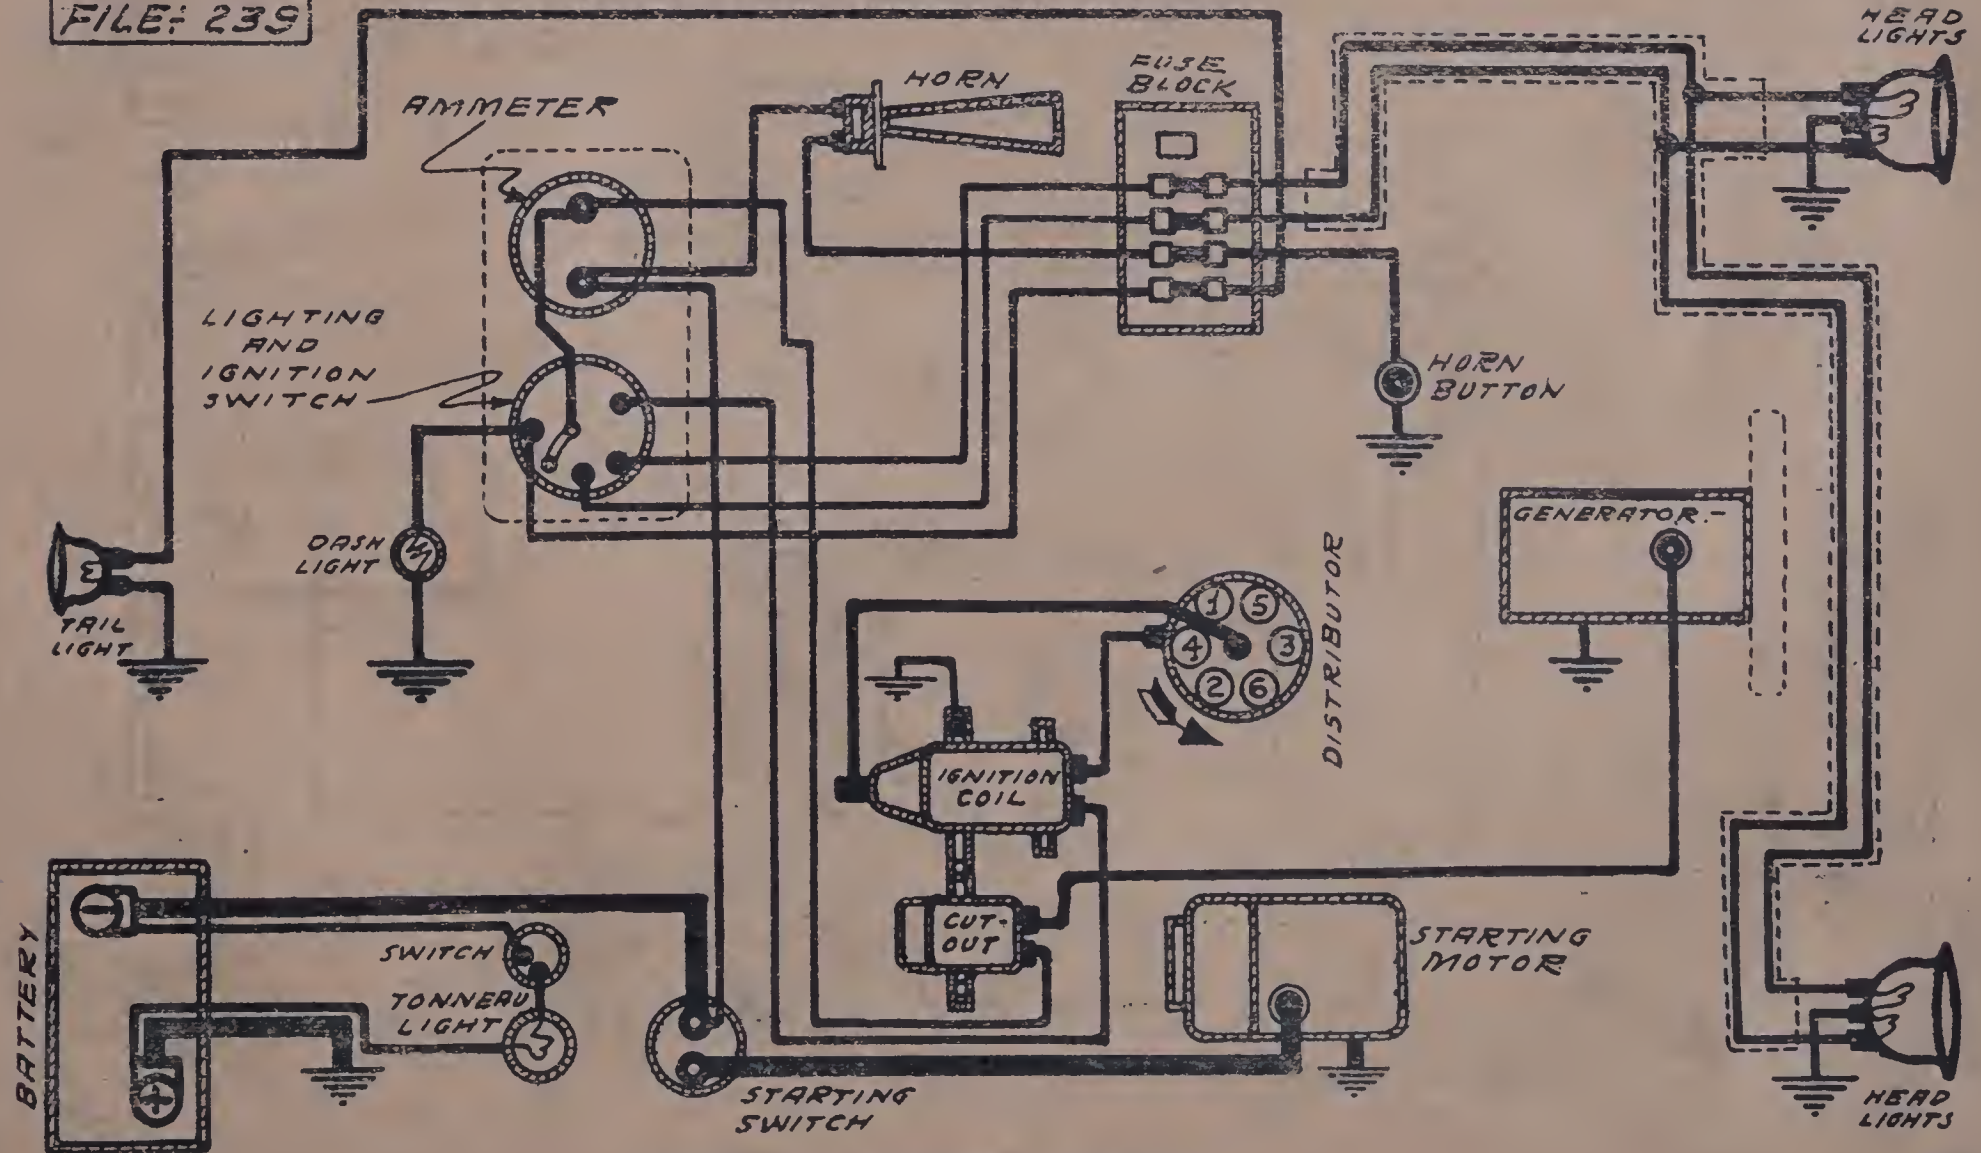 FILE:- 239
HEAD
LIGHTS
AMMETER
HORN
FUSE
BLOCK
LIGHTING
AND
IGNITION
SWITCH
HORN
BUTTON
GENERATOR.-
DASH
LIGHT
TAIL
LIGHT
1 5
4 3
2 6
DISTRIBUTOR
IGNITION
COIL
CUT-
OUT
STARTING
MOTOR
BATTERY
SWITCH
TONNEAU
LIGHT
STARTING
SWITCH
HEAD
LIGHTS